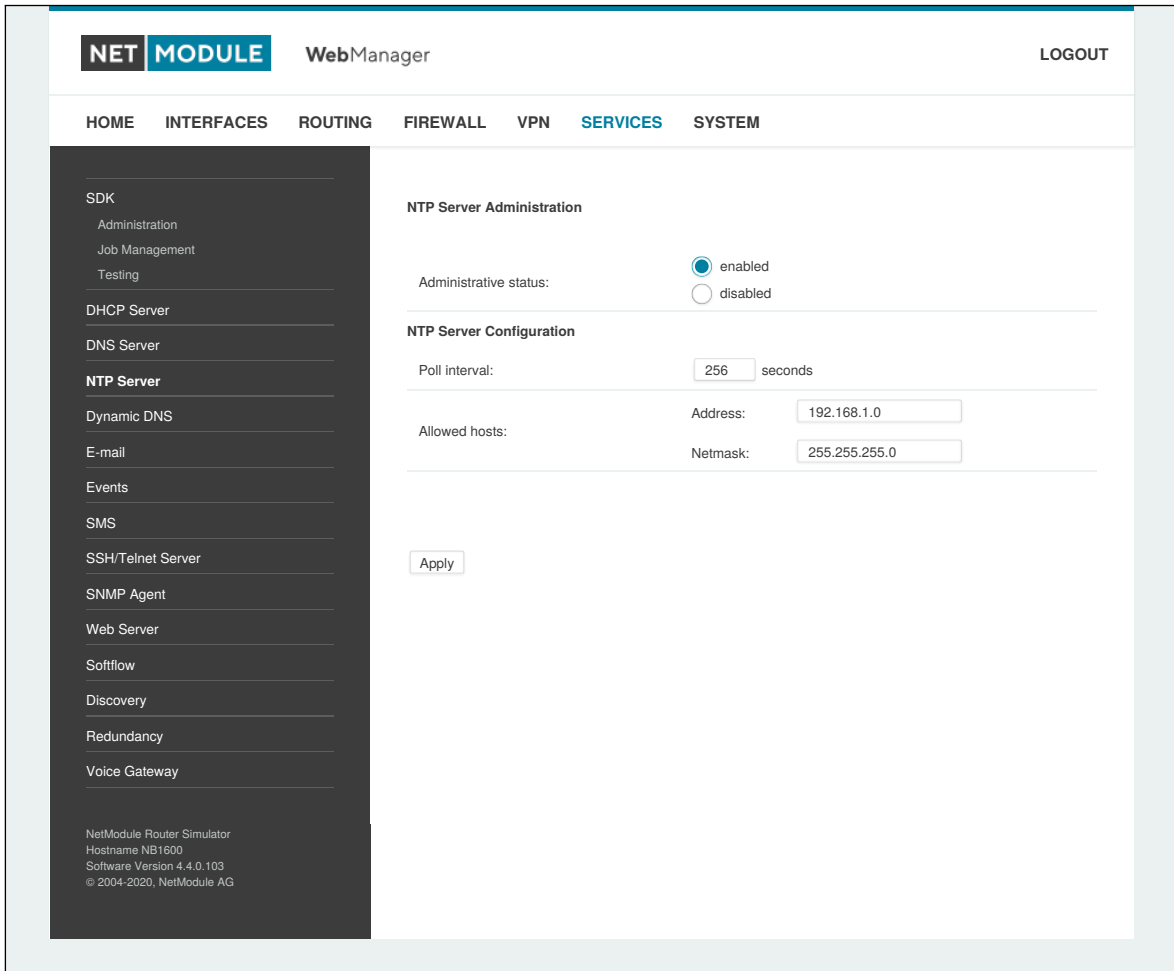 NET MODULE WebManager LOGOUT
HOME INTERFACES ROUTING FIREWALL VPN SERVICES SYSTEM
SDK
Administration
Job Management
Testing
DHCP Server
DNS Server
NTP Server
Dynamic DNS
E-mail
Events
SMS
SSH/Telnet Server
SNMP Agent
Web Server
Softflow
Discovery
Redundancy
Voice Gateway
NetModule Router Simulator
Hostname NB1600
Software Version 4.4.0.103
© 2004-2020, NetModule AG
NTP Server Administration
Administrative status:
enabled
disabled
NTP Server Configuration
Poll interval: 256 seconds
Allowed hosts:
Address: 192.168.1.0
Netmask: 255.255.255.0
Apply